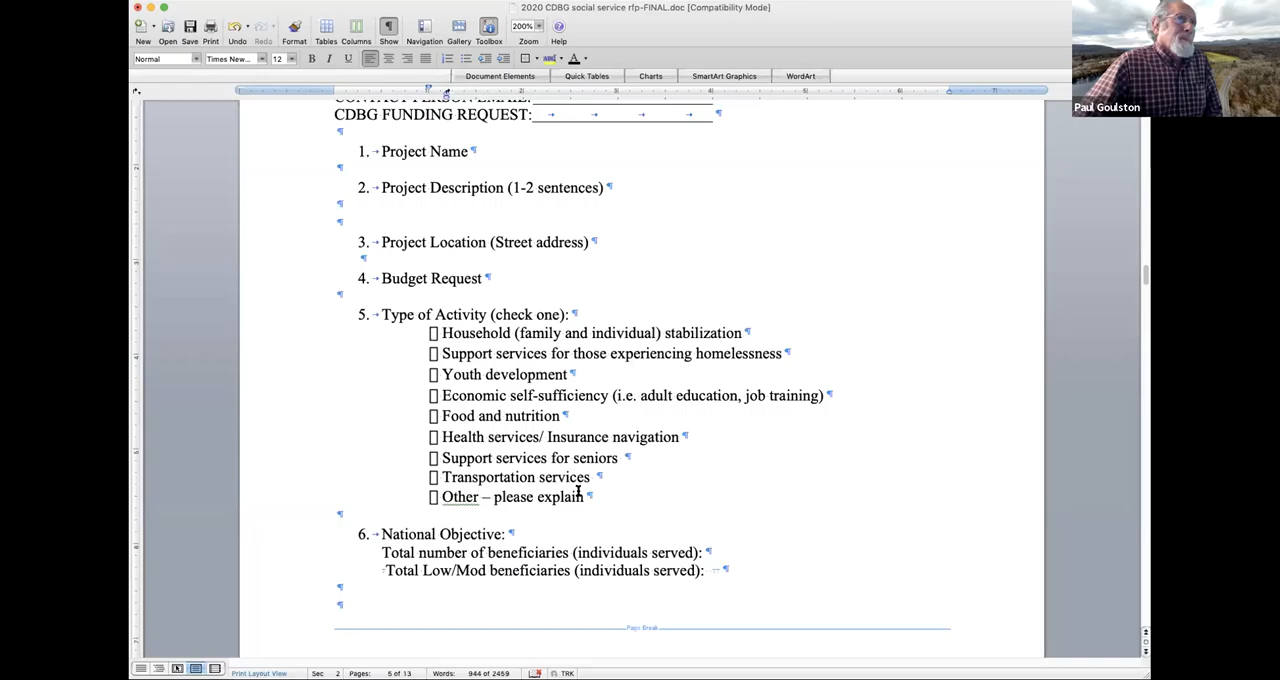 2020 CDBG social service rfp-FINAL.doc [Compatibility Mode]
New Open Save Print Undo Redo Format Tables Columns Show Navigation Gallery Toolbox Zoom Help
200%
Normal Times New... 12 B I U A
Document Elements Quick Tables Charts SmartArt Graphics WordArt
Paul Goulston
CONTACT PERSON EMAIL:
CDBG FUNDING REQUEST:
1. Project Name
2. Project Description (1-2 sentences)
3. Project Location (Street address)
4. Budget Request
5. Type of Activity (check one):
Household (family and individual) stabilization
Support services for those experiencing homelessness
Youth development
Economic self-sufficiency (i.e. adult education, job training)
Food and nutrition
Health services/ Insurance navigation
Support services for seniors
Transportation services
Other – please explain
6. National Objective:
Total number of beneficiaries (individuals served):
Total Low/Mod beneficiaries (individuals served):
Page Break
Print Layout View Sec 2 Pages: 5 of 13 Words: 944 of 2459 TRK